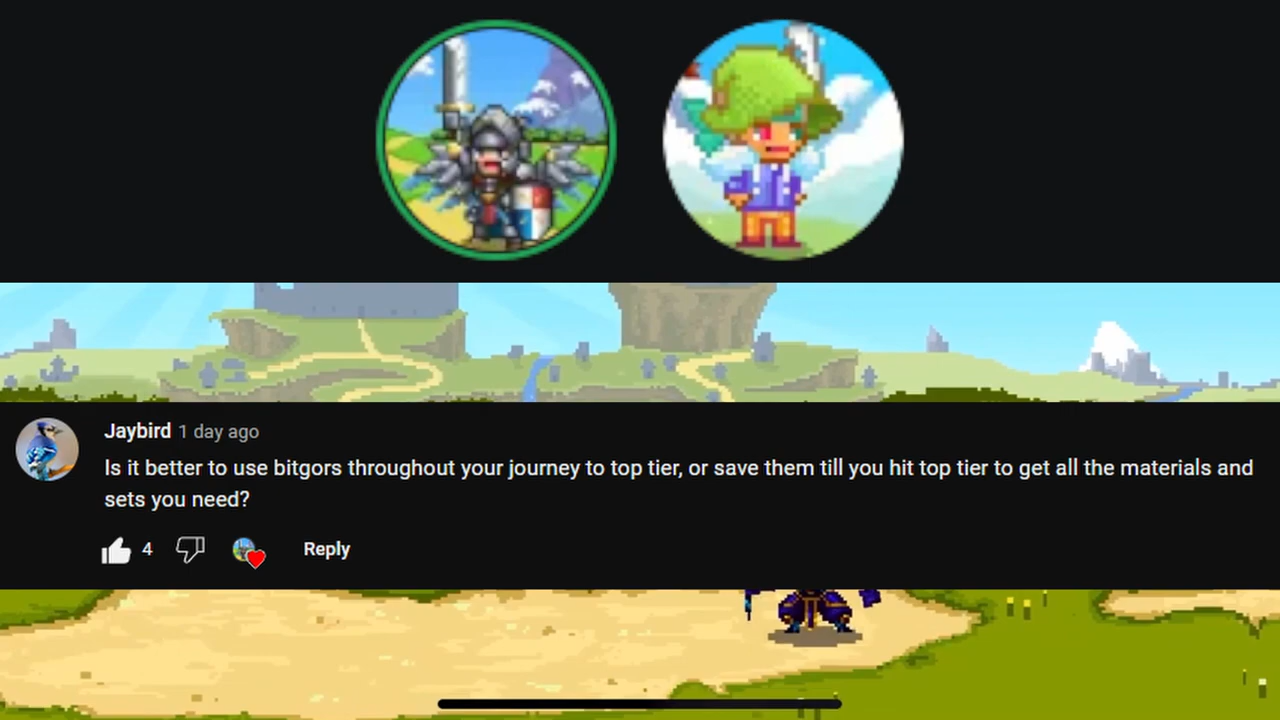 Jaybird 1 day ago
Is it better to use bitgors throughout your journey to top tier, or save them till you hit top tier to get all the materials and
sets you need?
4 Reply